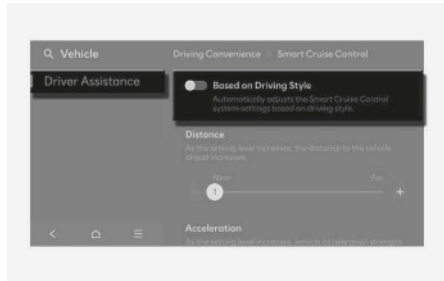 Vehicle
Driving Convenience > Smart Cruise Control
Driver Assistance
Based on Driving Style
Automatically adjusts the Smart Cruise Control
system settings based on driving style.
Distance
As the setting level increases, the distance to the vehicle
ahead increases.
Near
Far
1
+
Acceleration
As the setting level increases, vehicle acceleration strength